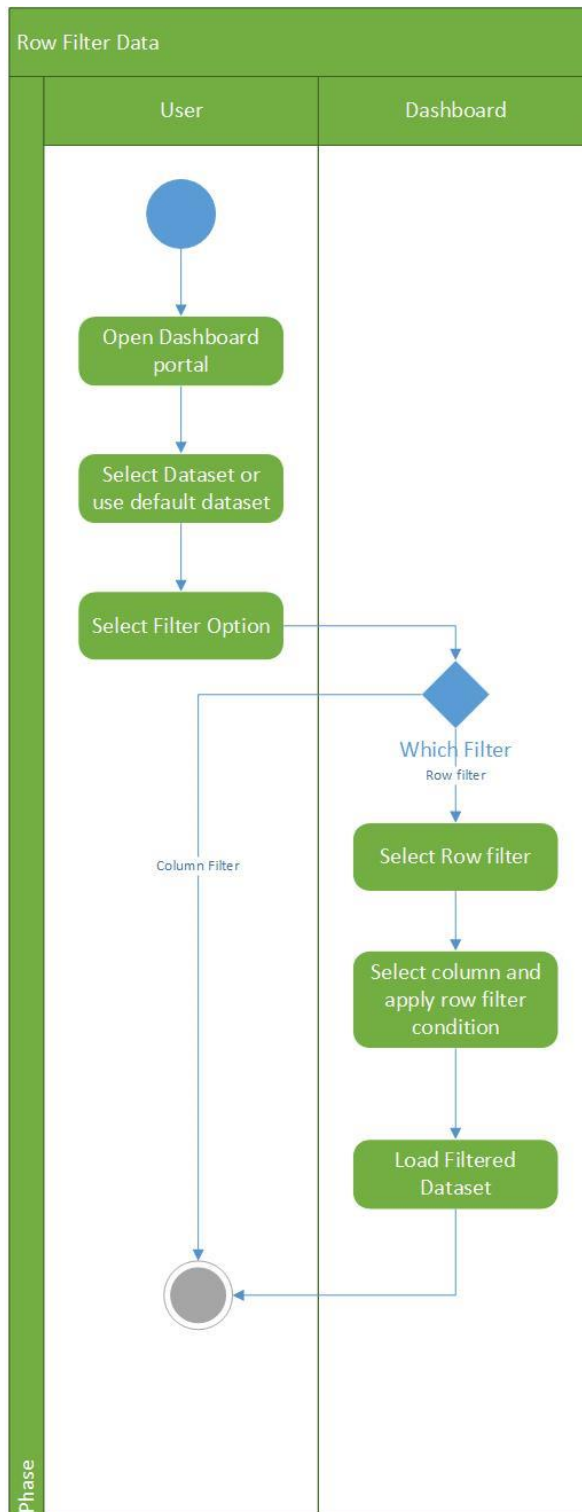 Row Filter Data
User
Dashboard
Open Dashboard
portal
Select Dataset or
use default dataset
Select Filter Option
Which Filter
Row filter
Select Row filter
Column Filter
Select column and
apply row filter
condition
Load Filtered
Dataset
Phase